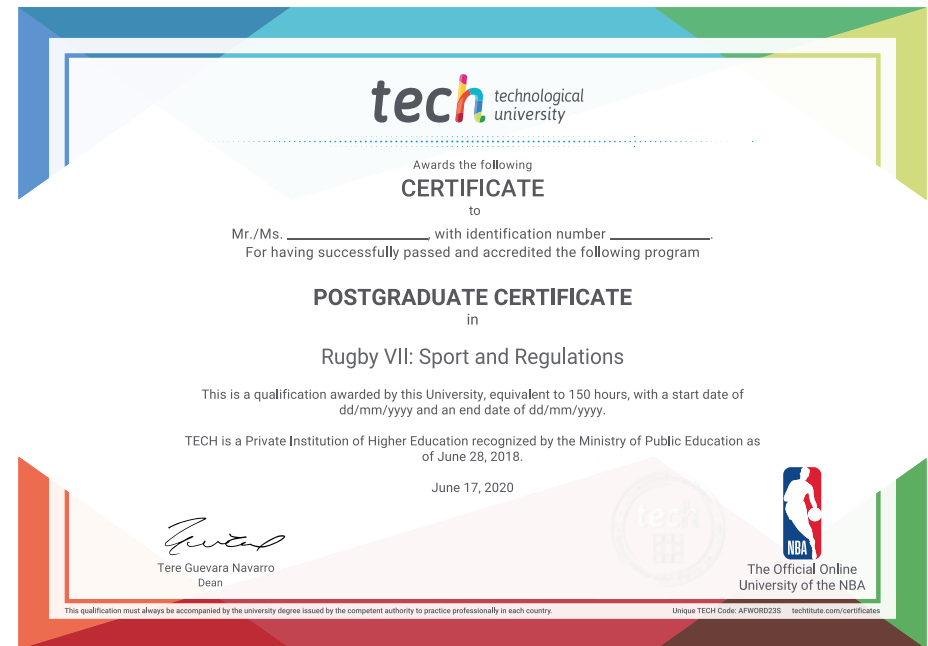 tech technological
university
Awards the following
CERTIFICATE
to
Mr./Ms. ____________________, with identification number ______________.
For having successfully passed and accredited the following program
POSTGRADUATE CERTIFICATE
in
Rugby VII: Sport and Regulations
This is a qualification awarded by this University, equivalent to 150 hours, with a start date of
dd/mm/yyyy and an end date of dd/mm/yyyy.
TECH is a Private Institution of Higher Education recognized by the Ministry of Public Education as
of June 28, 2018.
June 17, 2020
tech
Tere Guevara Navarro
Dean
NBA
The Official Online
University of the NBA
This qualification must always be accompanied by the university degree issued by the competent authority to practice professionally in each country.
Unique TECH Code: AFWORD23S techtitute.com/certificates